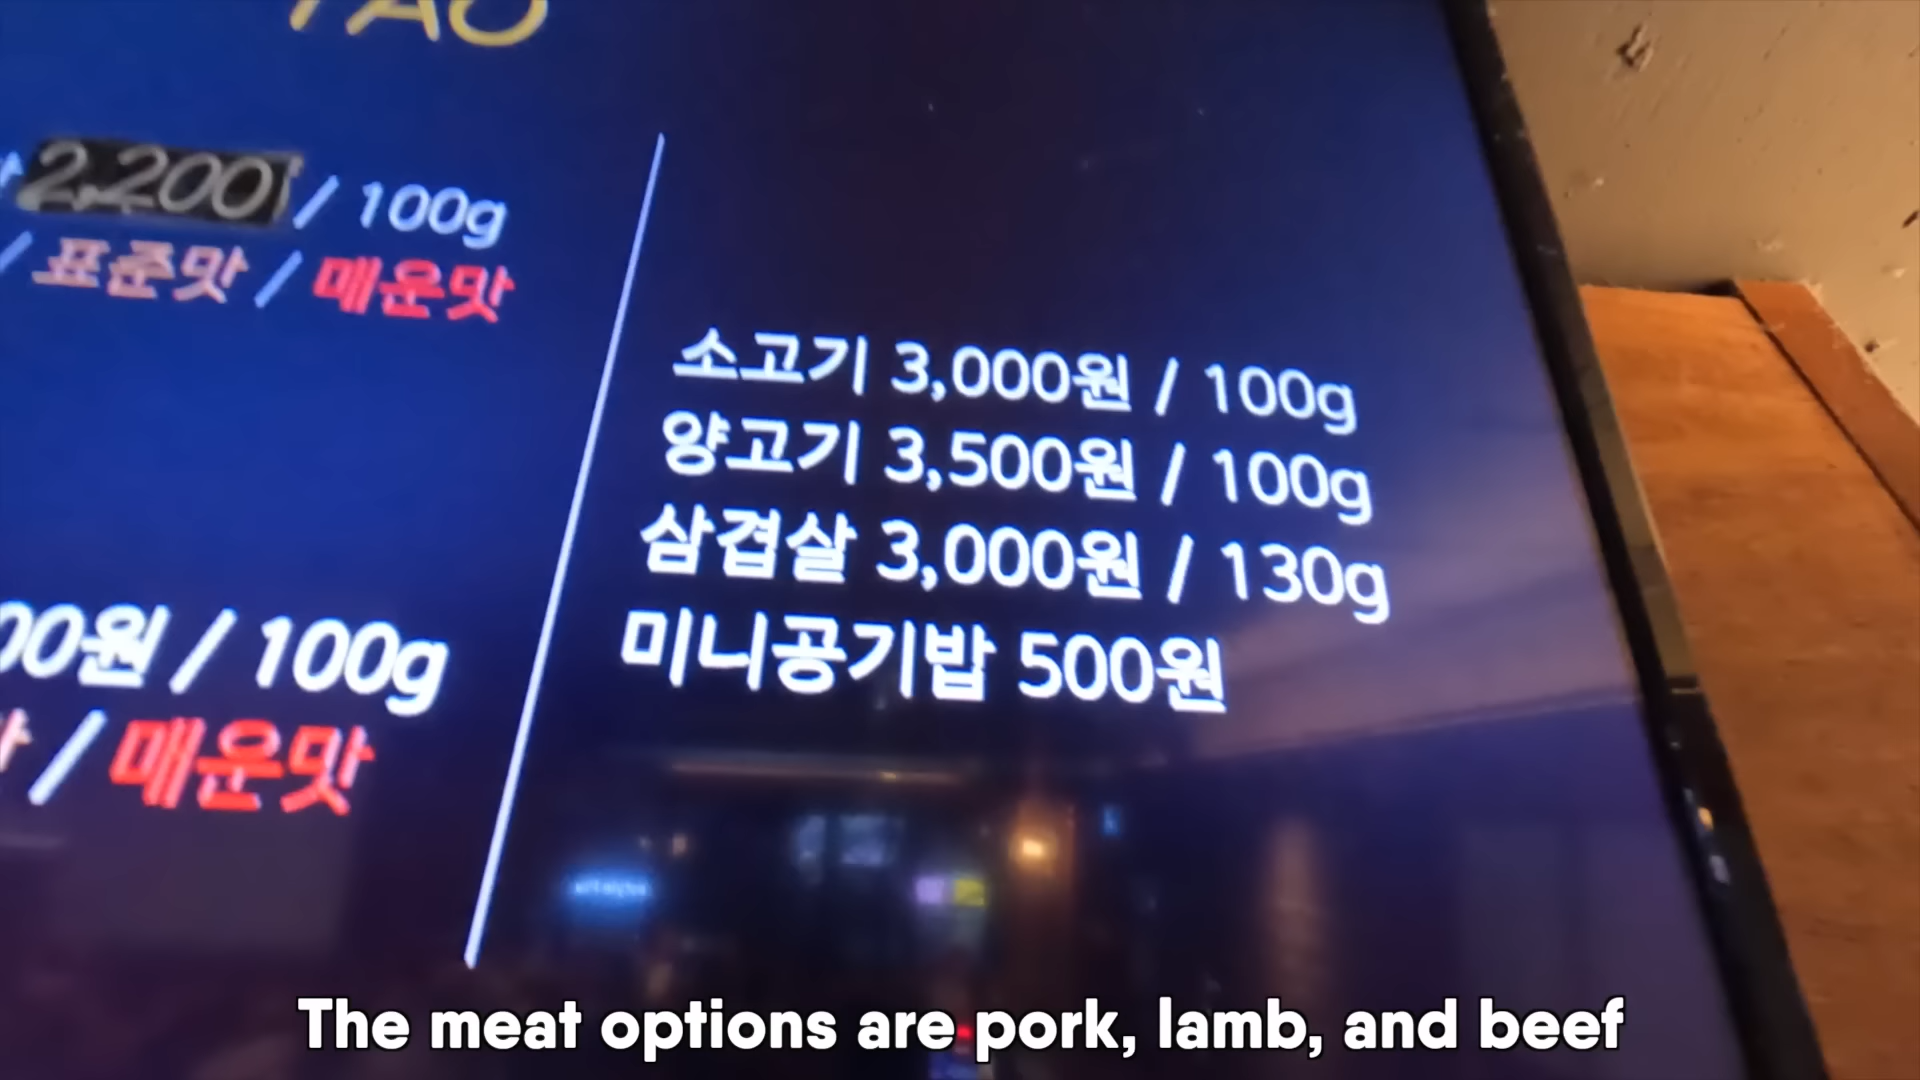 2,200 / 100g
/ 표준맛 / 매운맛
00원 / 100g
/ 매운맛
소고기 3,000원 / 100g
양고기 3,500원 / 100g
삼겹살 3,000원 / 130g
미니공기밥 500원
The meat options are pork, lamb, and beef